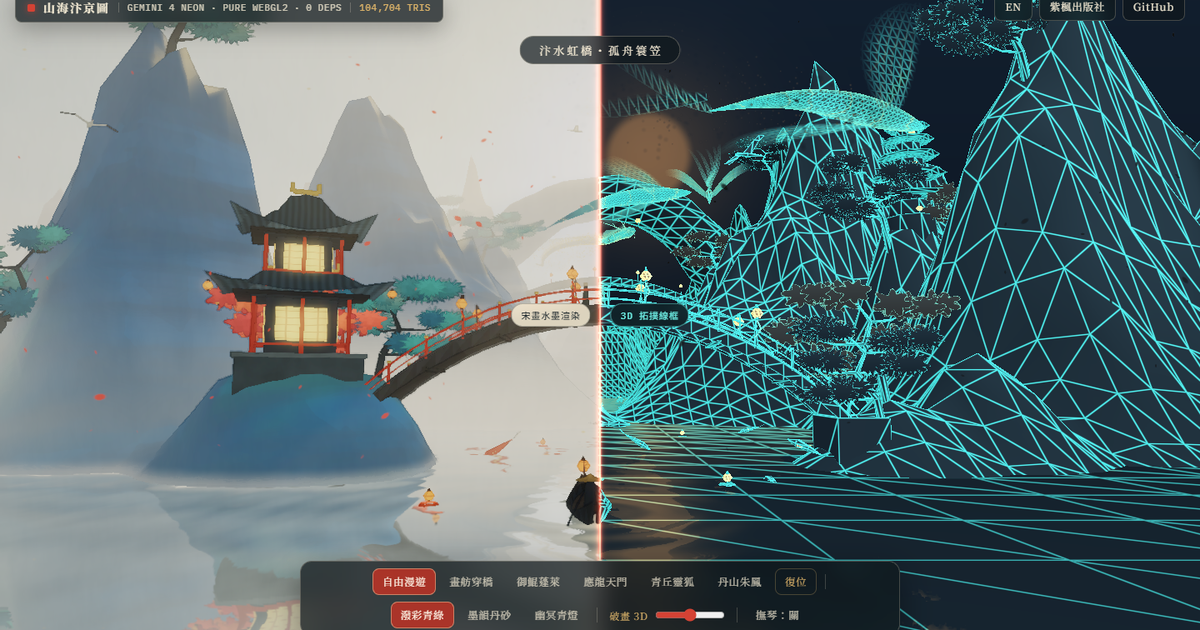 山海汴京圖 GEMINI 4 NEON · PURE WEBGL2 · 0 DEPS 104,704 TRIS EN 紫楓出版社 GitHub
汴水虹橋・孤舟蓑笠
宋畫水墨渲染 3D 拓撲線框
自由漫遊 畫舫穿橋 御鯤蓬萊 應龍天門 青丘靈狐 丹山朱鳳 復位
潑彩青綠 墨韻丹砂 幽冥青燈 破畫 3D 撫琴：關